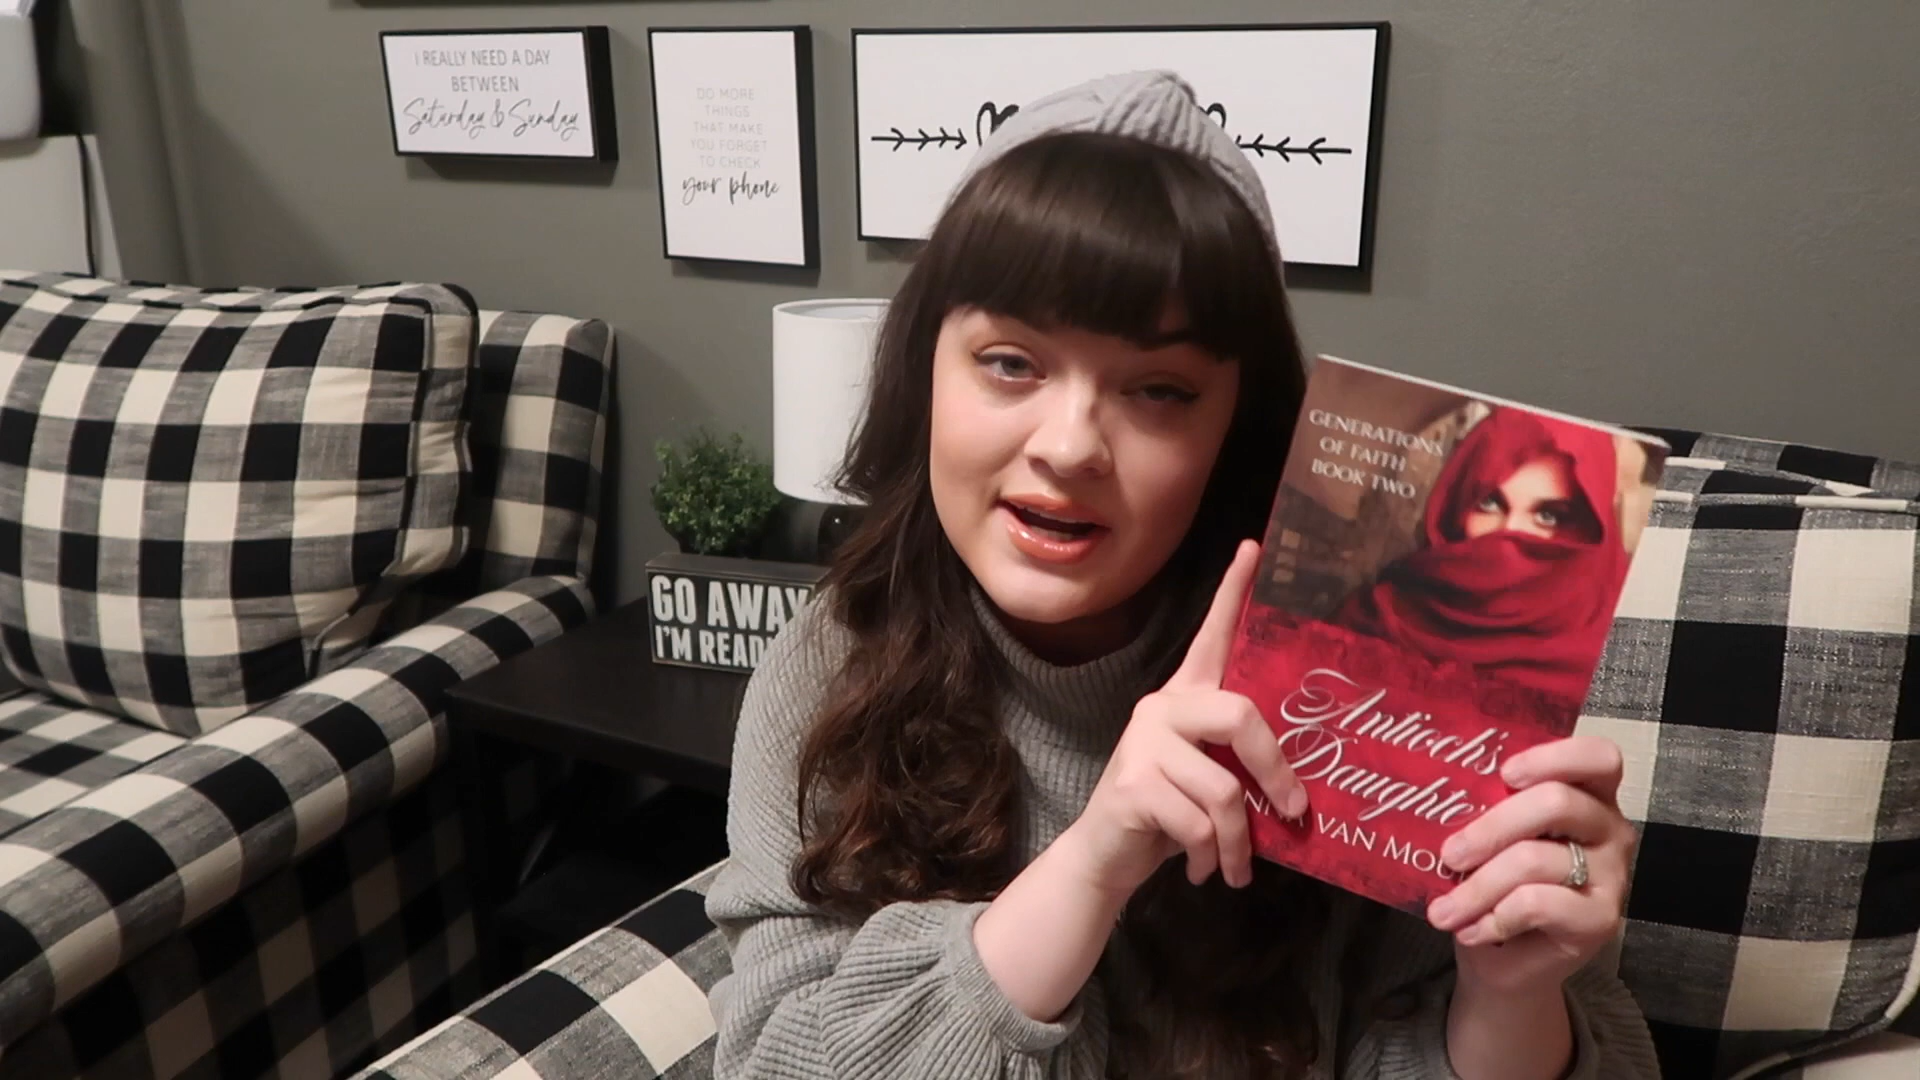 I REALLY NEED A DAY
BETWEEN
Saturday & Sunday
DO MORE
THINGS
THAT MAKE
YOU FORGET
TO CHECK
your phone
GO AWAY
I'M READ
GENERATIONS
OF FAITH
BOOK TWO
Antioch's
Daughte
VAN MOU